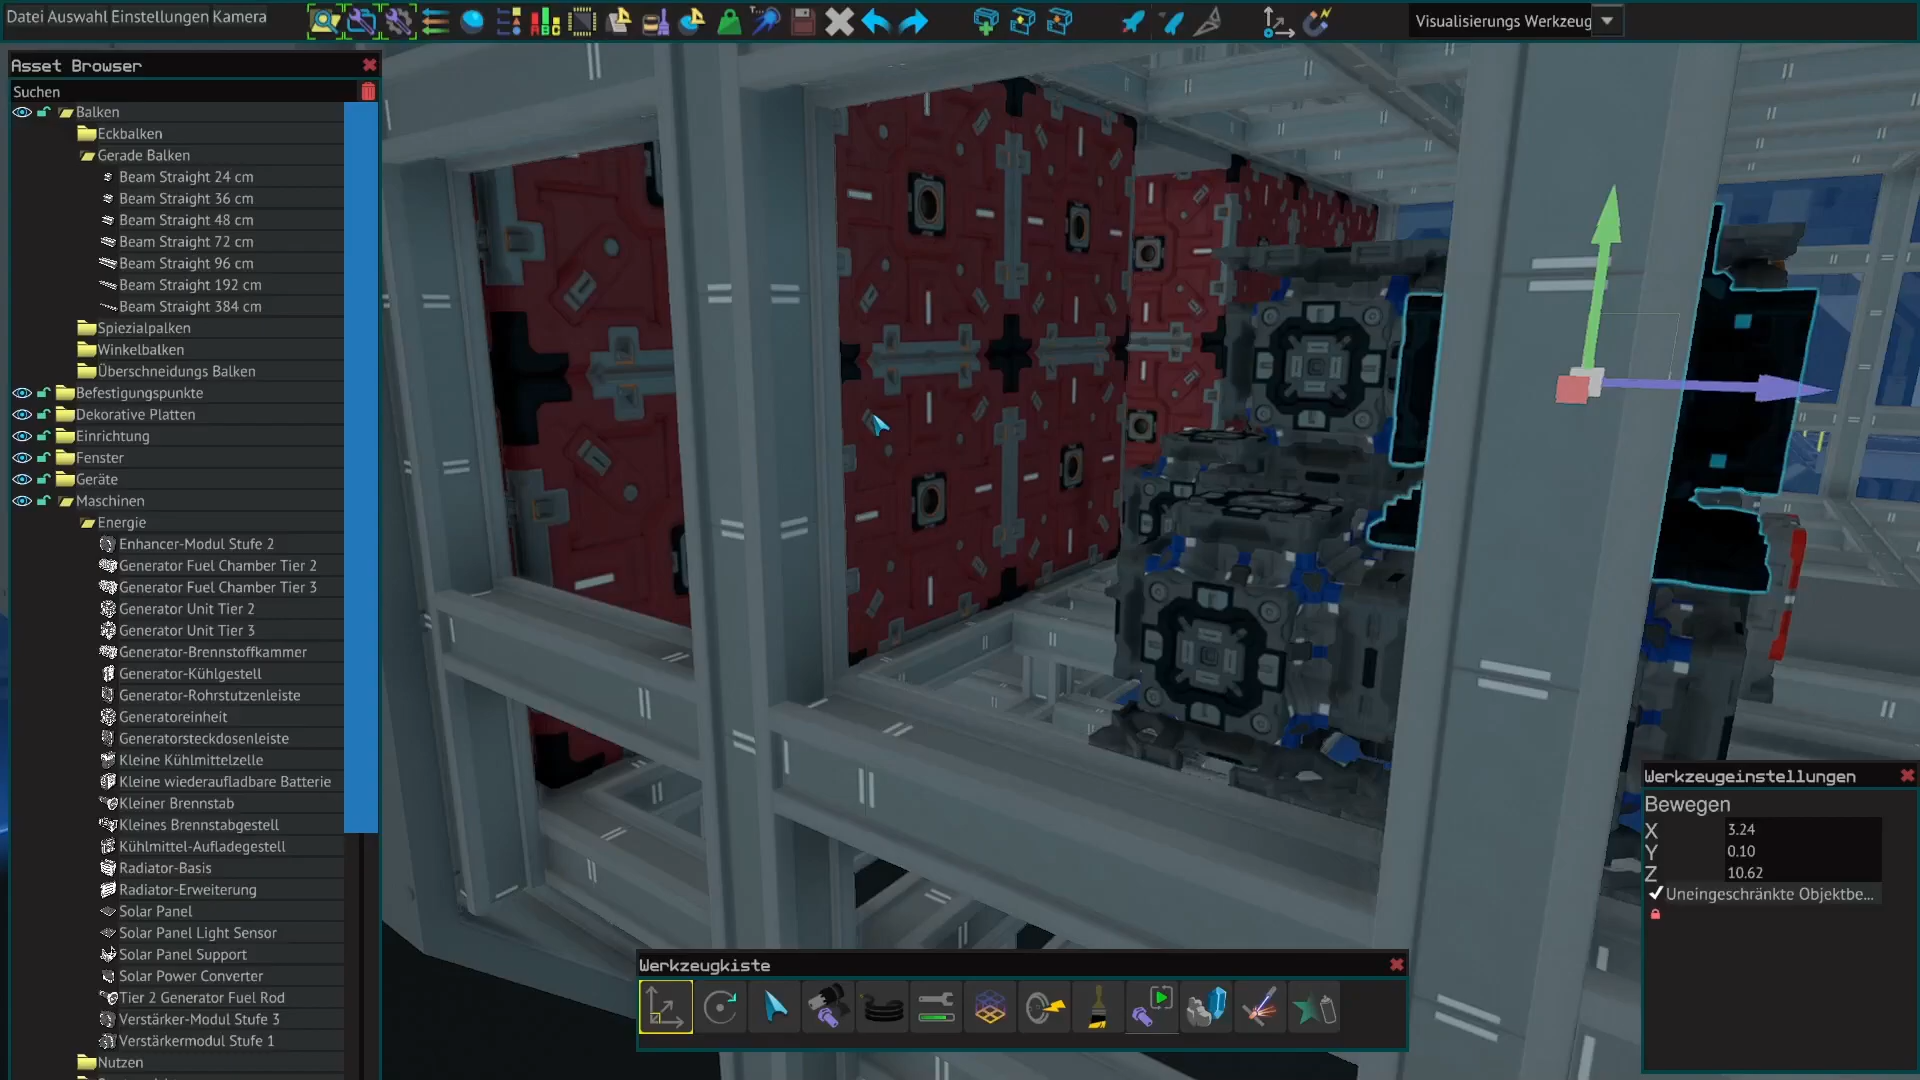 Datei Auswahl Einstellungen Kamera
Visualisierungs Werkzeug
Asset Browser
Suchen
Balken
Eckbalken
Gerade Balken
Beam Straight 24 cm
Beam Straight 36 cm
Beam Straight 48 cm
Beam Straight 72 cm
Beam Straight 96 cm
Beam Straight 192 cm
Beam Straight 384 cm
Spiezialpalken
Winkelbalken
Überschneidungs Balken
Befestigungspunkte
Dekorative Platten
Einrichtung
Fenster
Geräte
Maschinen
Energie
Enhancer-Modul Stufe 2
Generator Fuel Chamber Tier 2
Generator Fuel Chamber Tier 3
Generator Unit Tier 2
Generator Unit Tier 3
Generator-Brennstoffkammer
Generator-Kühlgestell
Generator-Rohrstutzenleiste
Generatoreinheit
Generatorsteckdosenleiste
Kleine Kühlmittelzelle
Kleine wiederaufladbare Batterie
Kleiner Brennstab
Kleines Brennstabgestell
Kühlmittel-Aufladegestell
Radiator-Basis
Radiator-Erweiterung
Solar Panel
Solar Panel Light Sensor
Solar Panel Support
Solar Power Converter
Tier 2 Generator Fuel Rod
Verstärker-Modul Stufe 3
Verstärkermodul Stufe 1
Nutzen
Werkzeugkiste
Werkzeugeinstellungen
Bewegen
X 3.24
Y 0.10
Z 10.62
Uneingeschränkte Objektbe...